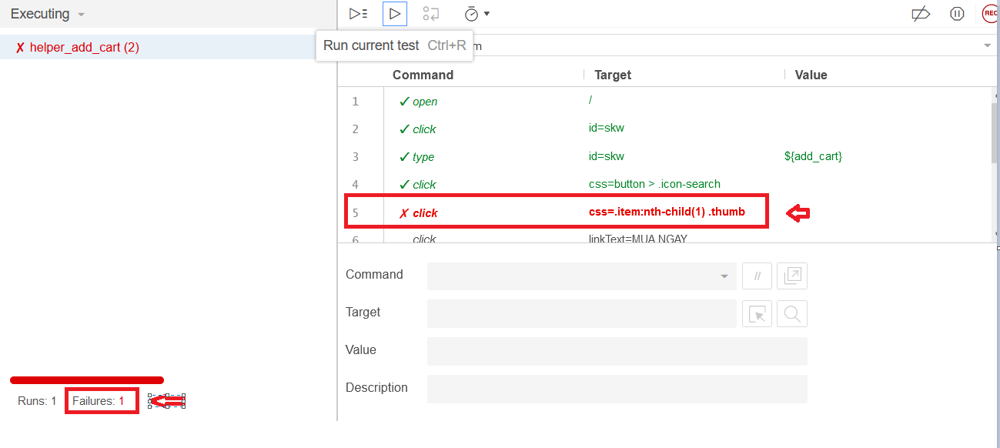 Executing
REC
✗ helper_add_cart (2)
Run current test Ctrl+R
m
Command Target Value
1 ✓ open /
2 ✓ click id=skw
3 ✓ type id=skw ${add_cart}
4 ✓ click css=button > .icon-search
5 ✗ click css=.item:nth-child(1) .thumb
6 click linkText=MUA NGAY
Command //
Target
Value
Description
Runs: 1 Failures: 1